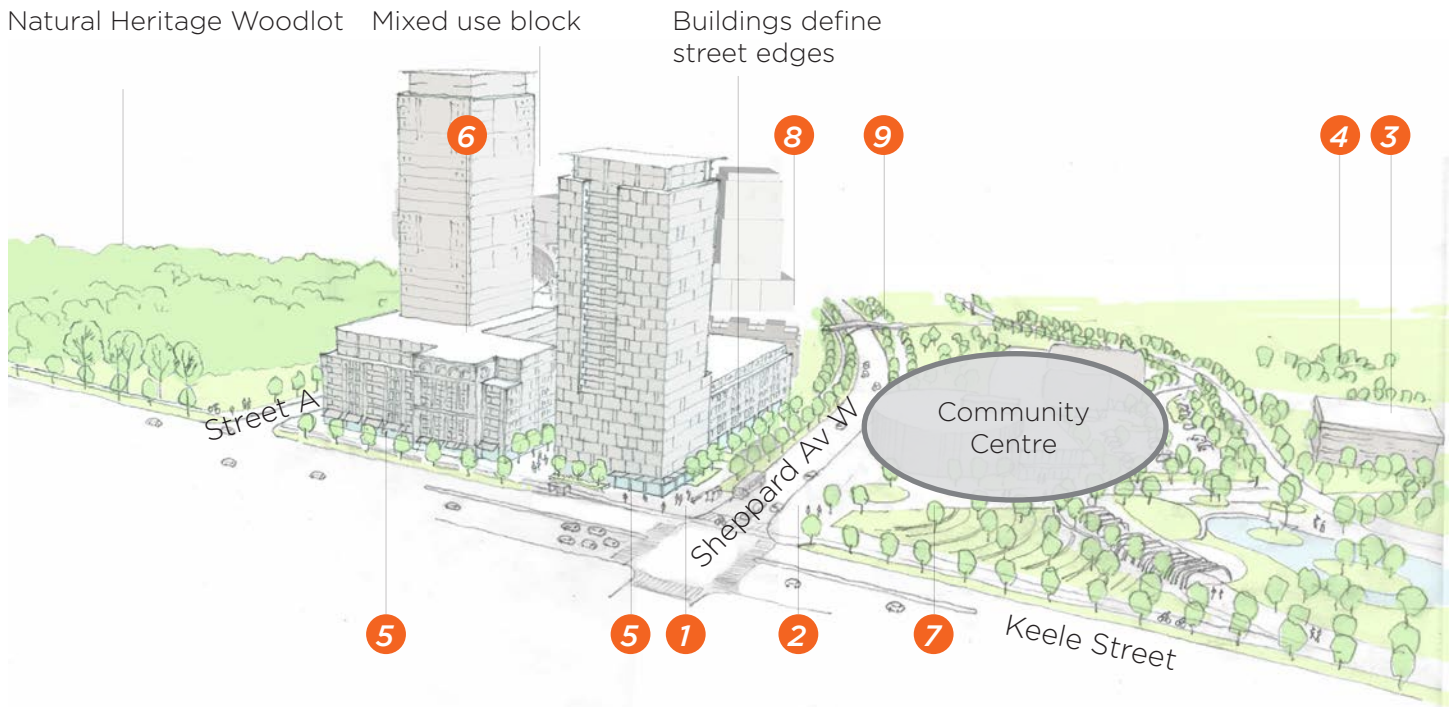 Natural Heritage Woodlot
Mixed use block
Buildings define
street edges
6
8
9
4
3
Street A
Sheppard Av W
Community
Centre
5
5
1
2
7
Keele Street